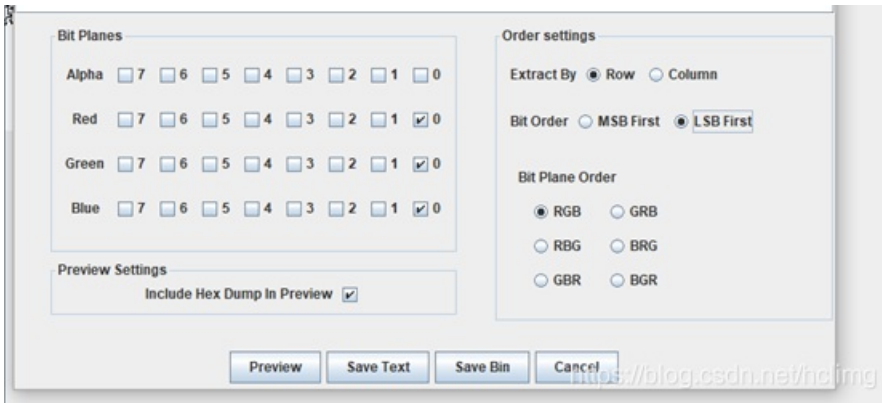 Bit Planes
Alpha 7 6 5 4 3 2 1 0
Red 7 6 5 4 3 2 1 0
Green 7 6 5 4 3 2 1 0
Blue 7 6 5 4 3 2 1 0
Preview Settings
Include Hex Dump In Preview
Order settings
Extract By Row Column
Bit Order MSB First LSB First
Bit Plane Order
RGB GRB
RBG BRG
GBR BGR
Preview Save Text Save Bin Cancel
https://blog.csdn.net/hclimg